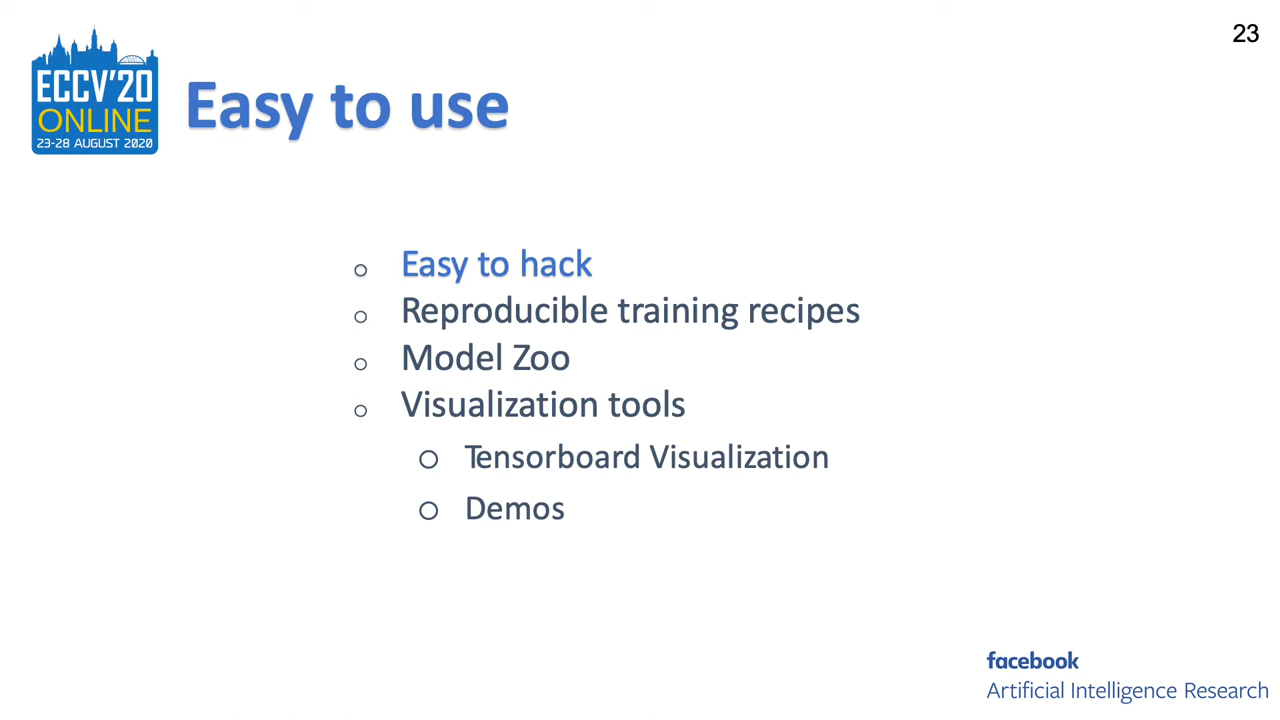 23
ECCV'20
ONLINE
23-28 AUGUST 2020
Easy to use
Easy to hack
Reproducible training recipes
Model Zoo
Visualization tools
Tensorboard Visualization
Demos
facebook
Artificial Intelligence Research